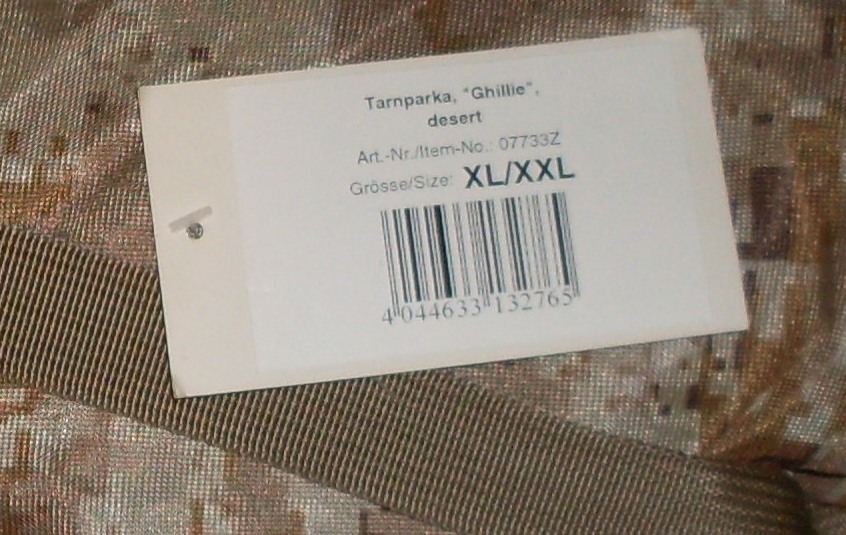 Tarnparka, "Ghillie",
desert
Art.-Nr./Item-No.: 07733Z
Grösse/Size: XL/XXL
4 044633 132765